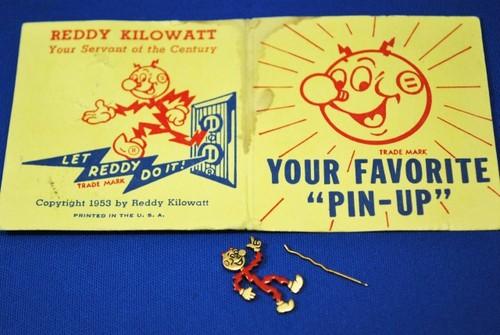 REDDY KILOWATT
Your Servant of the Century
LET REDDY DO IT!
TRADE MARK
Copyright 1953 by Reddy Kilowatt
PRINTED IN THE U. S. A.
TRADE MARK
YOUR FAVORITE
"PIN-UP"